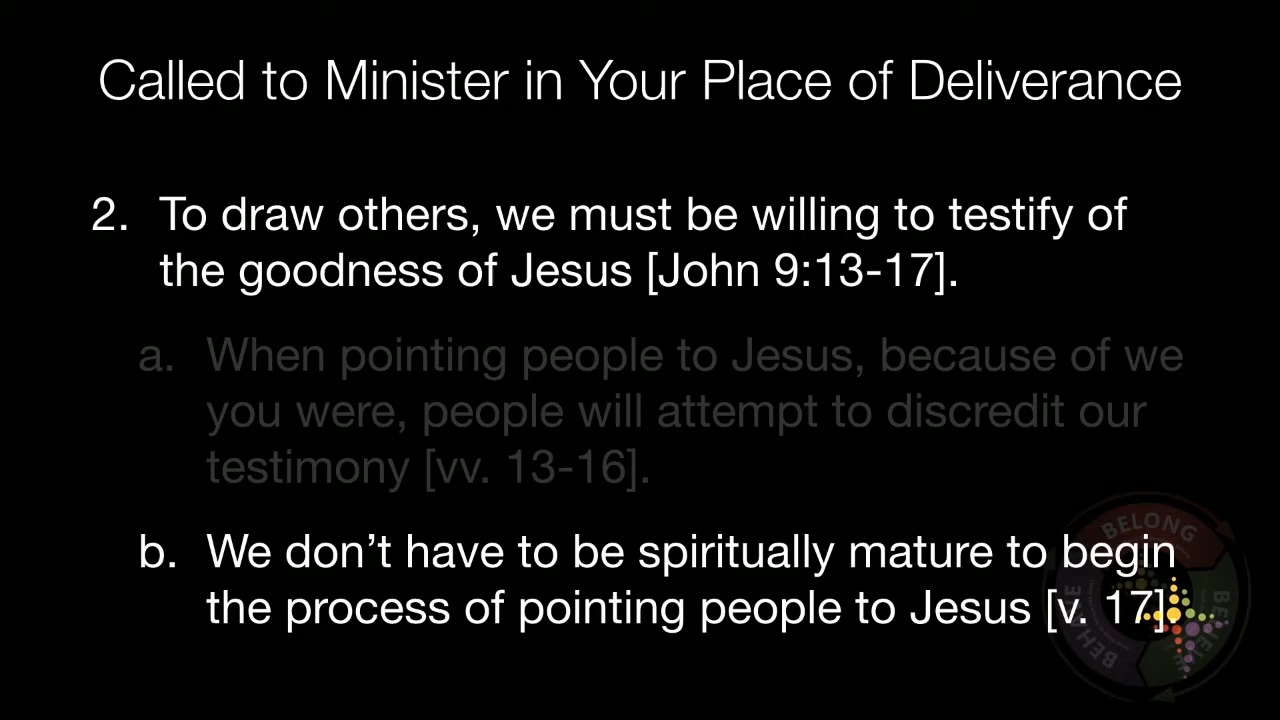 Called to Minister in Your Place of Deliverance
2. To draw others, we must be willing to testify of
the goodness of Jesus [John 9:13-17].
a. When pointing people to Jesus, because of we
you were, people will attempt to discredit our
testimony [vv. 13-16].
b. We don’t have to be spiritually mature to begin
the process of pointing people to Jesus [v. 17].
BELONG
BEHAVE